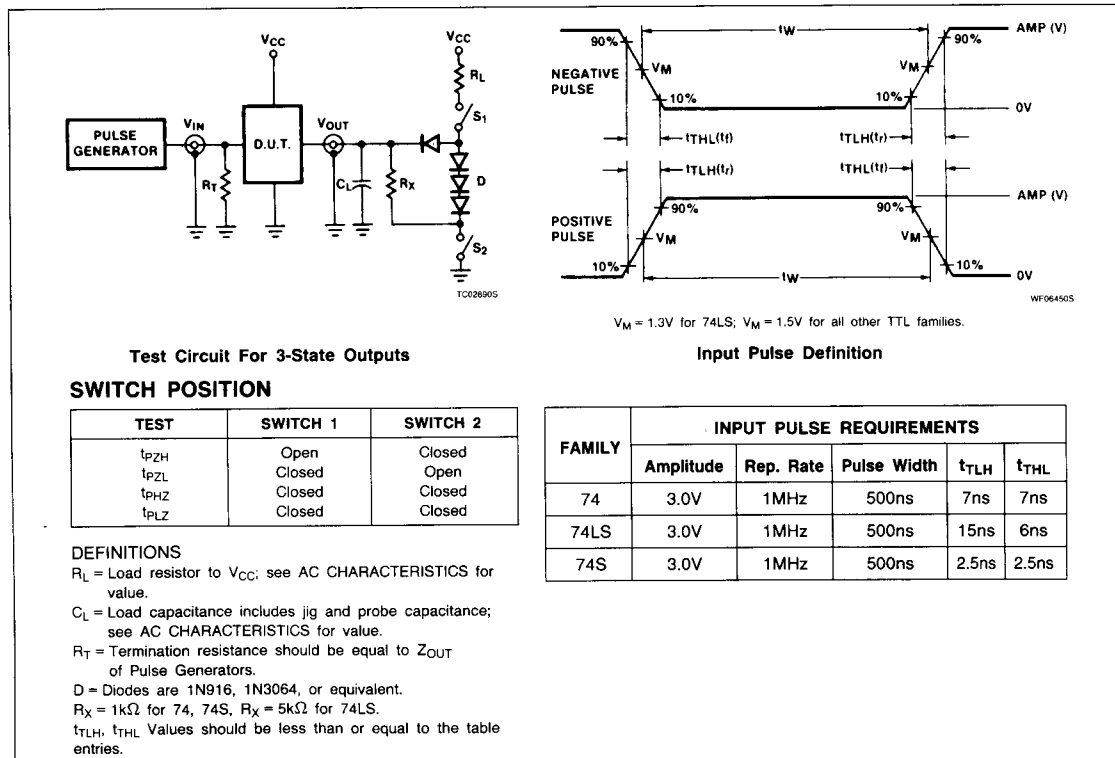 VCC
VCC
RL
S1
PULSE
GENERATOR
VIN
D.U.T.
VOUT
RT
CL
RX
D
S2
TC02690S
tW
AMP (V)
90%
90%
NEGATIVE
PULSE
VM
VM
10%
10%
0V
tTHL(tf)
tTLH(tr)
tTLH(tr)
tTHL(tf)
AMP (V)
90%
90%
POSITIVE
PULSE
VM
VM
10%
10%
tW
0V
WF06450S
VM = 1.3V for 74LS; VM = 1.5V for all other TTL families.
Test Circuit For 3-State Outputs
Input Pulse Definition
SWITCH POSITION
TEST SWITCH 1 SWITCH 2
tPZH Open Closed
tPZL Closed Open
tPHZ Closed Closed
tPLZ Closed Closed
FAMILY INPUT PULSE REQUIREMENTS
Amplitude Rep. Rate Pulse Width tTLH tTHL
74 3.0V 1MHz 500ns 7ns 7ns
74LS 3.0V 1MHz 500ns 15ns 6ns
74S 3.0V 1MHz 500ns 2.5ns 2.5ns
DEFINITIONS
RL = Load resistor to VCC; see AC CHARACTERISTICS for
value.
CL = Load capacitance includes jig and probe capacitance;
see AC CHARACTERISTICS for value.
RT = Termination resistance should be equal to ZOUT
of Pulse Generators.
D = Diodes are 1N916, 1N3064, or equivalent.
RX = 1kΩ for 74, 74S, RX = 5kΩ for 74LS.
tTLH, tTHL Values should be less than or equal to the table
entries.